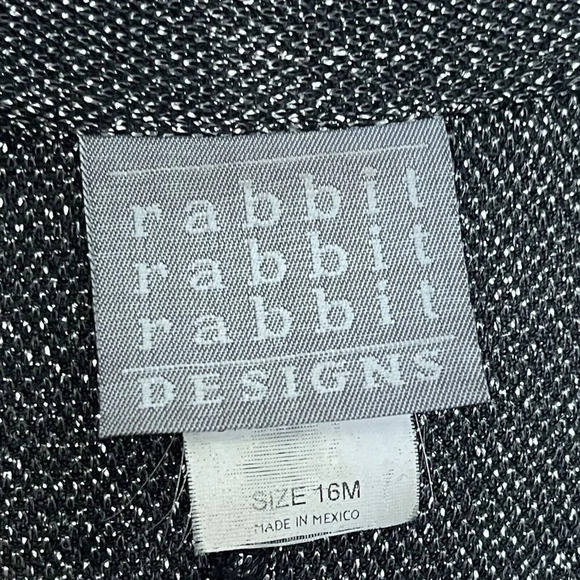 rabbit
rabbit
rabbit
DESIGNS
SIZE 16M
MADE IN MEXICO